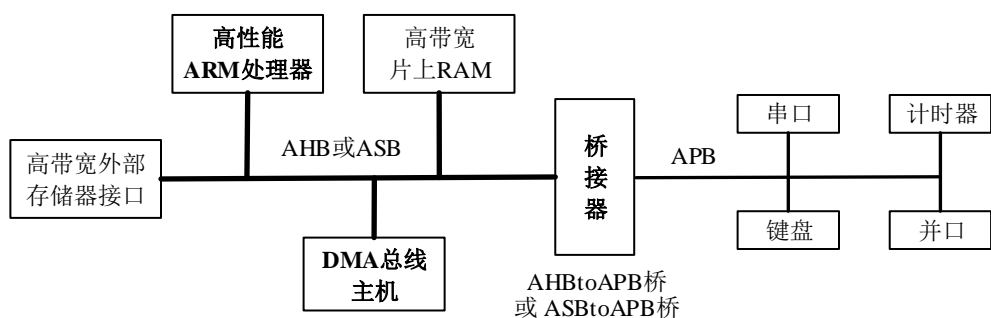 高性能
ARM处理器
高带宽
片上RAM
高带宽外部
存储器接口
AHB或ASB
DMA总线
主机
桥
接
器
AHBtoAPB桥
或 ASBtoAPB桥
APB
串口
计时器
键盘
并口